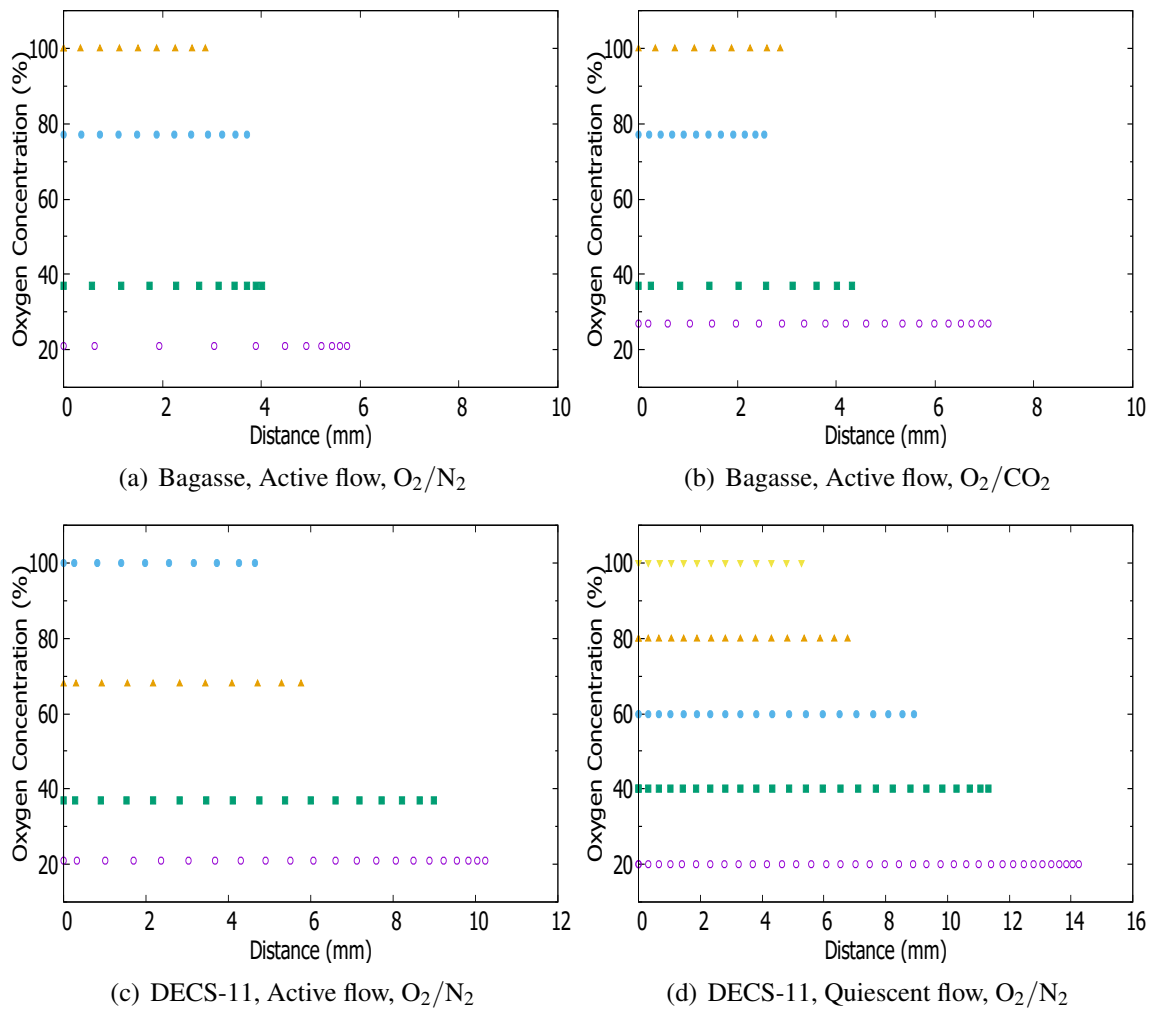 100
80
60
40
20
Oxygen Concentration (%)
0 2 4 6 8 10
Distance (mm)
(a) Bagasse, Active flow, O₂/N₂
100
80
60
40
20
Oxygen Concentration (%)
0 2 4 6 8 10
Distance (mm)
(b) Bagasse, Active flow, O₂/CO₂
100
80
60
40
20
Oxygen Concentration (%)
0 2 4 6 8 10 12
Distance (mm)
(c) DECS-11, Active flow, O₂/N₂
100
80
60
40
20
Oxygen Concentration (%)
0 2 4 6 8 10 12 14 16
Distance (mm)
(d) DECS-11, Quiescent flow, O₂/N₂